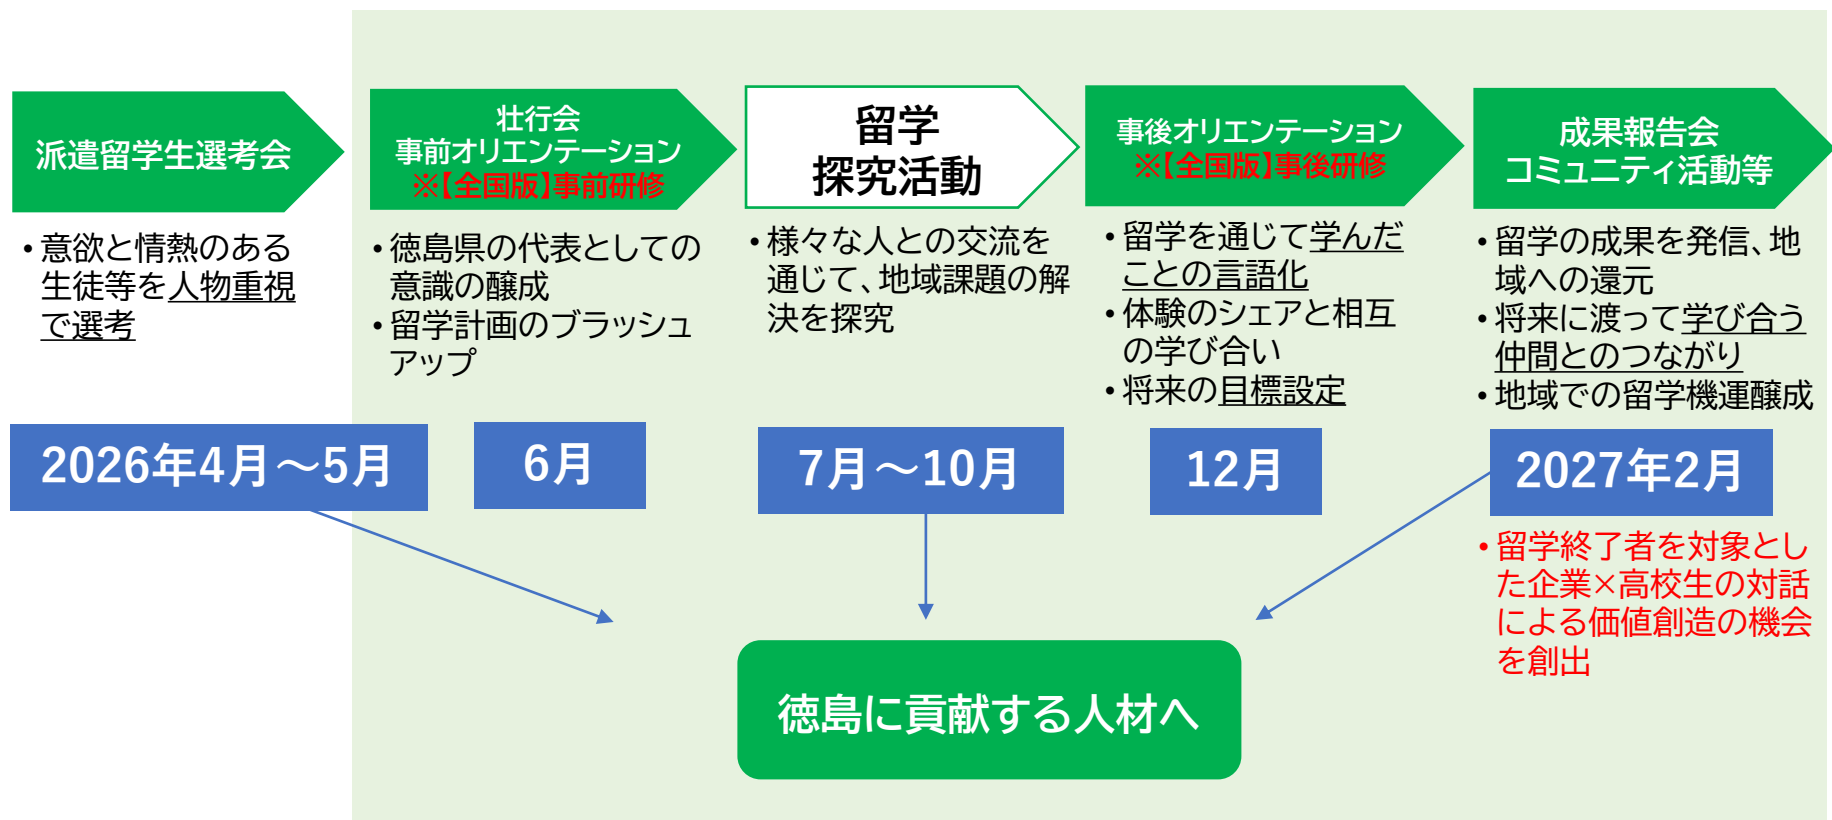 派遣留学生選考会
・意欲と情熱のある
生徒等を人物重視
で選考
2026年4月～5月
壮行会
事前オリエンテーション
※【全国版】事前研修
・徳島県の代表としての
意識の醸成
・留学計画のブラッシュ
アップ
6月
留学
探究活動
・様々な人との交流を
通じて、地域課題の解
決を探究
7月～10月
事後オリエンテーション
※【全国版】事後研修
・留学を通じて学んだ
ことの言語化
・体験のシェアと相互
の学び合い
・将来の目標設定
12月
成果報告会
コミュニティ活動等
・留学の成果を発信、地
域への還元
・将来に渡って学び合う
仲間とのつながり
・地域での留学機運醸成
2027年2月
・留学終了者を対象とし
た企業×高校生の対話
による価値創造の機会
を創出
徳島に貢献する人材へ